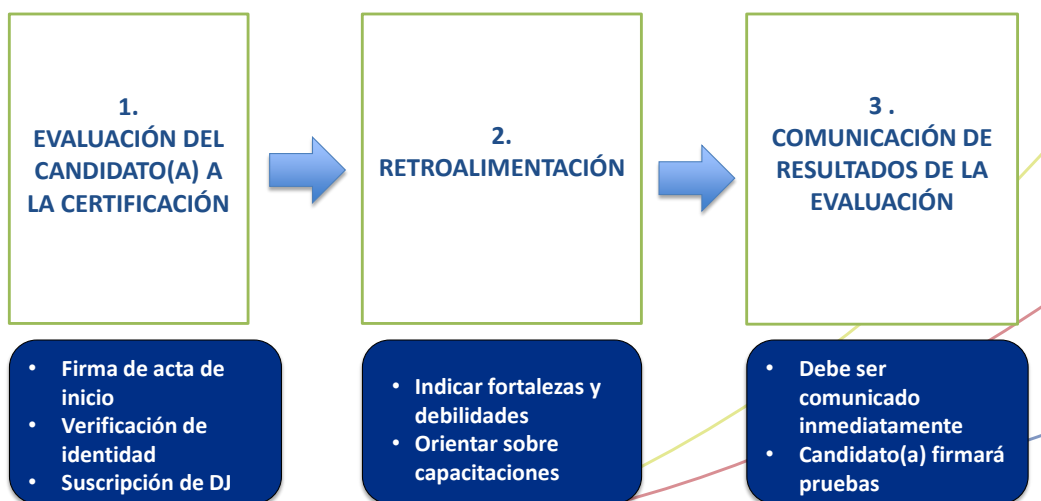 1.
EVALUACIÓN DEL
CANDIDATO(A) A
LA CERTIFICACIÓN
2.
RETROALIMENTACIÓN
3 .
COMUNICACIÓN DE
RESULTADOS DE LA
EVALUACIÓN
• Firma de acta de
inicio
• Verificación de
identidad
• Suscripción de DJ
• Indicar fortalezas y
debilidades
• Orientar sobre
capacitaciones
• Debe ser
comunicado
inmediatamente
• Candidato(a) firmará
pruebas